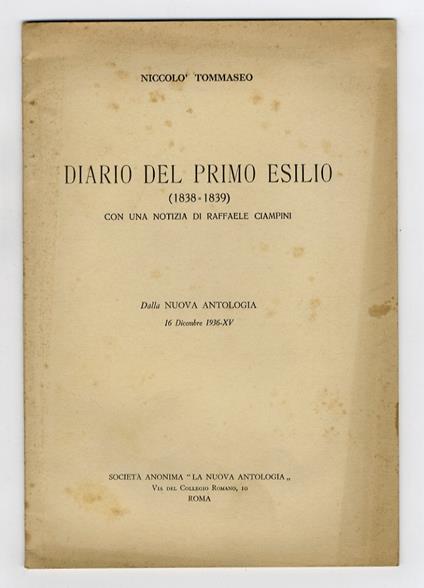 NICCOLO' TOMMASEO
DIARIO DEL PRIMO ESILIO
(1838-1839)
CON UNA NOTIZIA DI RAFFAELE CIAMPINI
Dalla NUOVA ANTOLOGIA
16 Dicembre 1936-XV
SOCIETÀ ANONIMA "LA NUOVA ANTOLOGIA„
VIA DEL COLLEGIO ROMANO, 10
ROMA